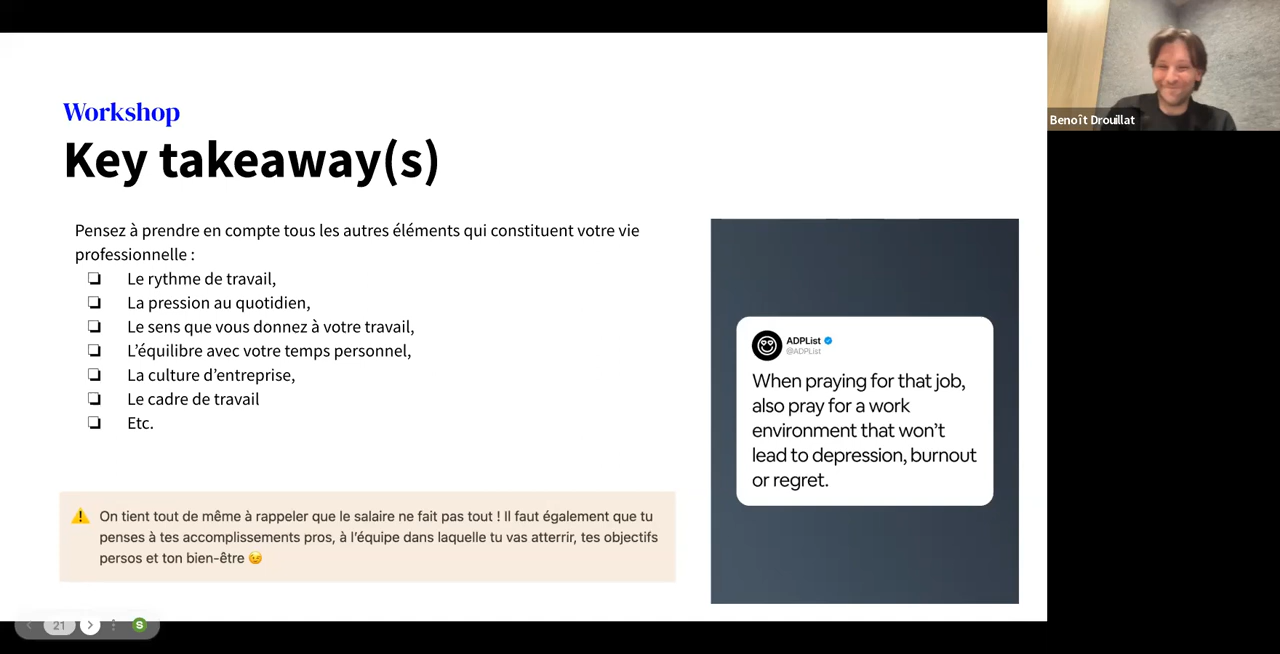 Workshop
Key takeaway(s)
Pensez à prendre en compte tous les autres éléments qui constituent votre vie
professionnelle :
Le rythme de travail,
La pression au quotidien,
Le sens que vous donnez à votre travail,
L’équilibre avec votre temps personnel,
La culture d’entreprise,
Le cadre de travail
Etc.
⚠️ On tient tout de même à rappeler que le salaire ne fait pas tout ! Il faut également que tu
penses à tes accomplissements pros, à l’équipe dans laquelle tu vas atterrir, tes objectifs
persos et ton bien-être 😉
ADPList
@ADPList
When praying for that job,
also pray for a work
environment that won’t
lead to depression, burnout
or regret.
Benoît Drouillat
21
S